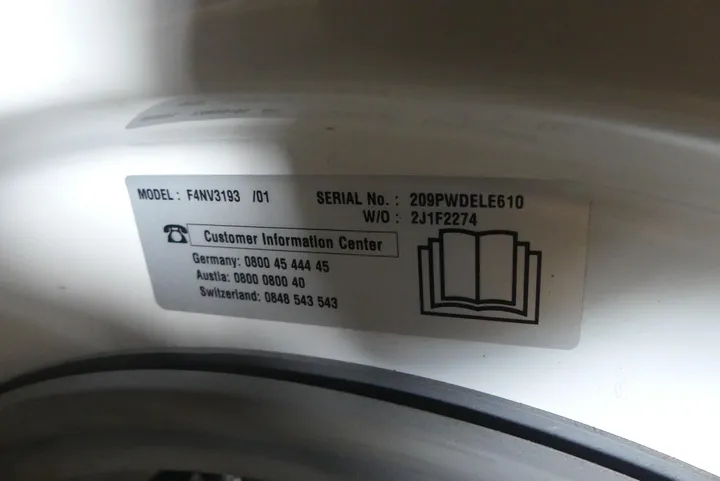 MODEL : F4NV3193 /01
SERIAL No. : 209PWDELE610
W/O : 2J1F2274
Customer Information Center
Germany: 0800 45 444 45
Austia: 0800 0800 40
Switzerland: 0848 543 543